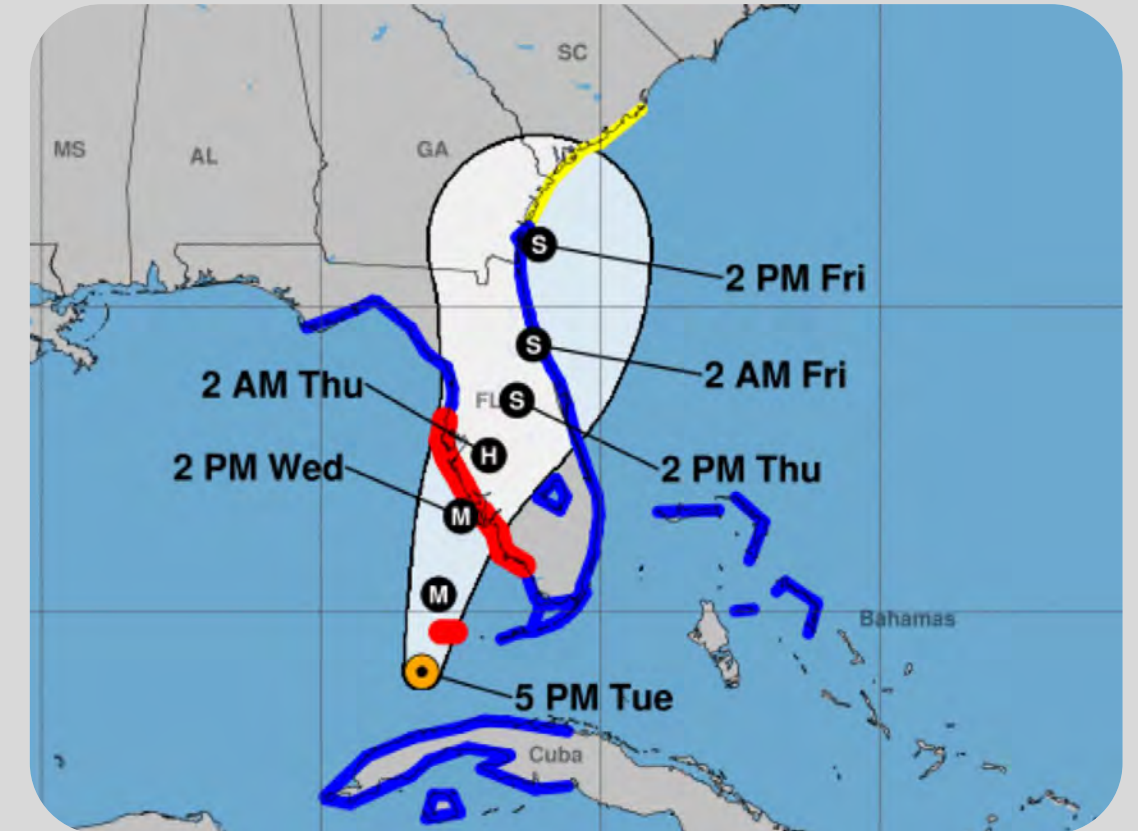 SC
MS
AL
GA
S
2 PM Fri
S
2 AM Fri
2 AM Thu
FL
S
H
2 PM Wed
2 PM Thu
M
M
Bahamas
5 PM Tue
Cuba